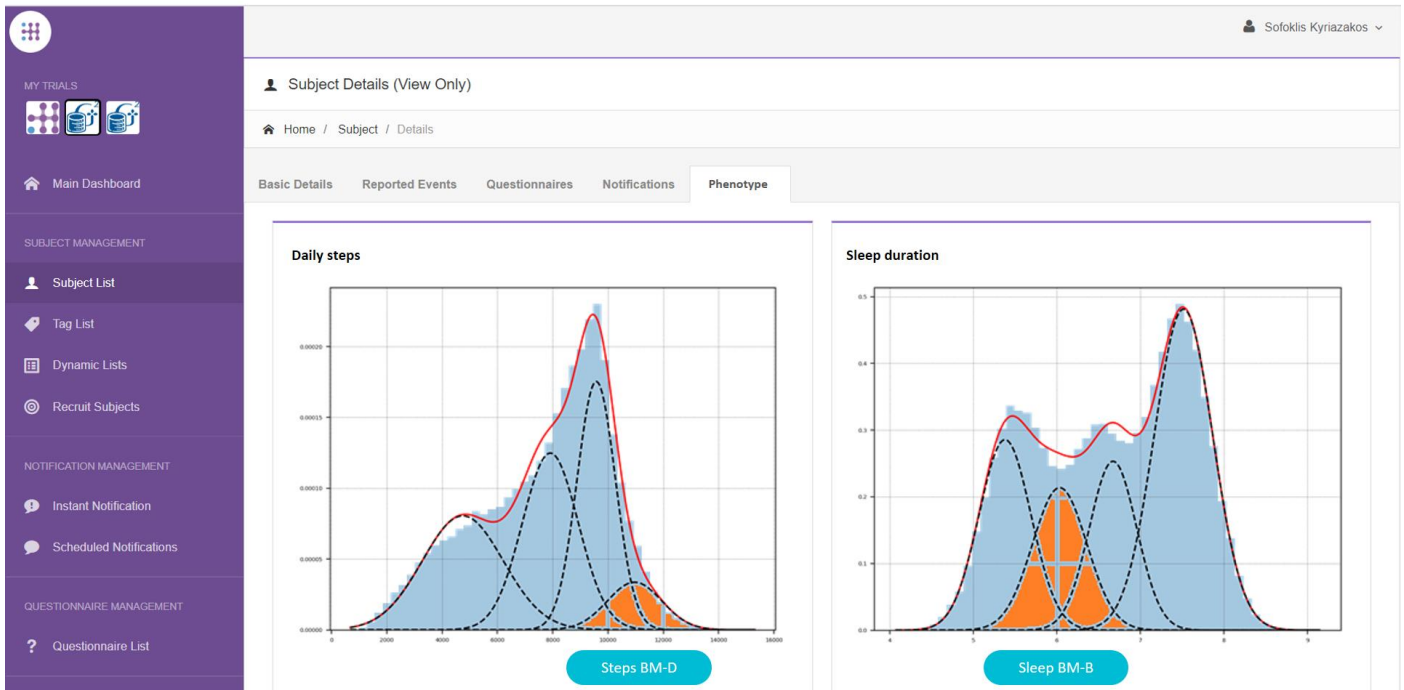 Sofoklis Kyriazakos
MY TRIALS
Subject Details (View Only)
Home / Subject / Details
Main Dashboard
Basic Details Reported Events Questionnaires Notifications Phenotype
SUBJECT MANAGEMENT
Subject List
Tag List
Dynamic Lists
Recruit Subjects
NOTIFICATION MANAGEMENT
Instant Notification
Scheduled Notifications
QUESTIONNAIRE MANAGEMENT
Questionnaire List
Daily steps
0.00020
0.00015
0.00010
0.00005
0.00000
0 2000 4000 6000 8000 10000 12000 14000 16000
Steps BM-D
Sleep duration
0.5
0.4
0.3
0.2
0.1
0.0
4 5 6 7 8 9
Sleep BM-B